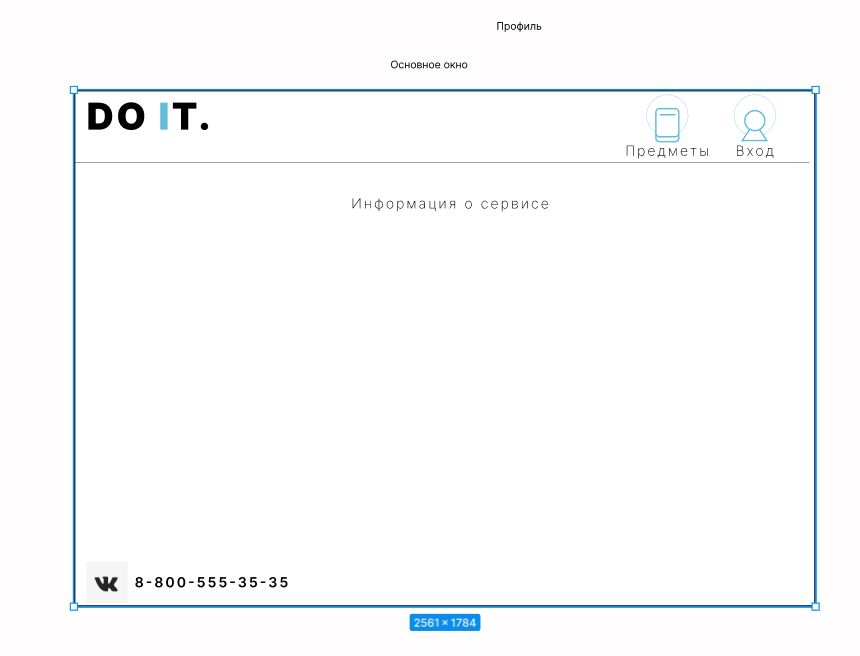 Профиль
Основное окно
DO IT.
Предметы Вход
Информация о сервисе
8-800-555-35-35
2561 × 1784